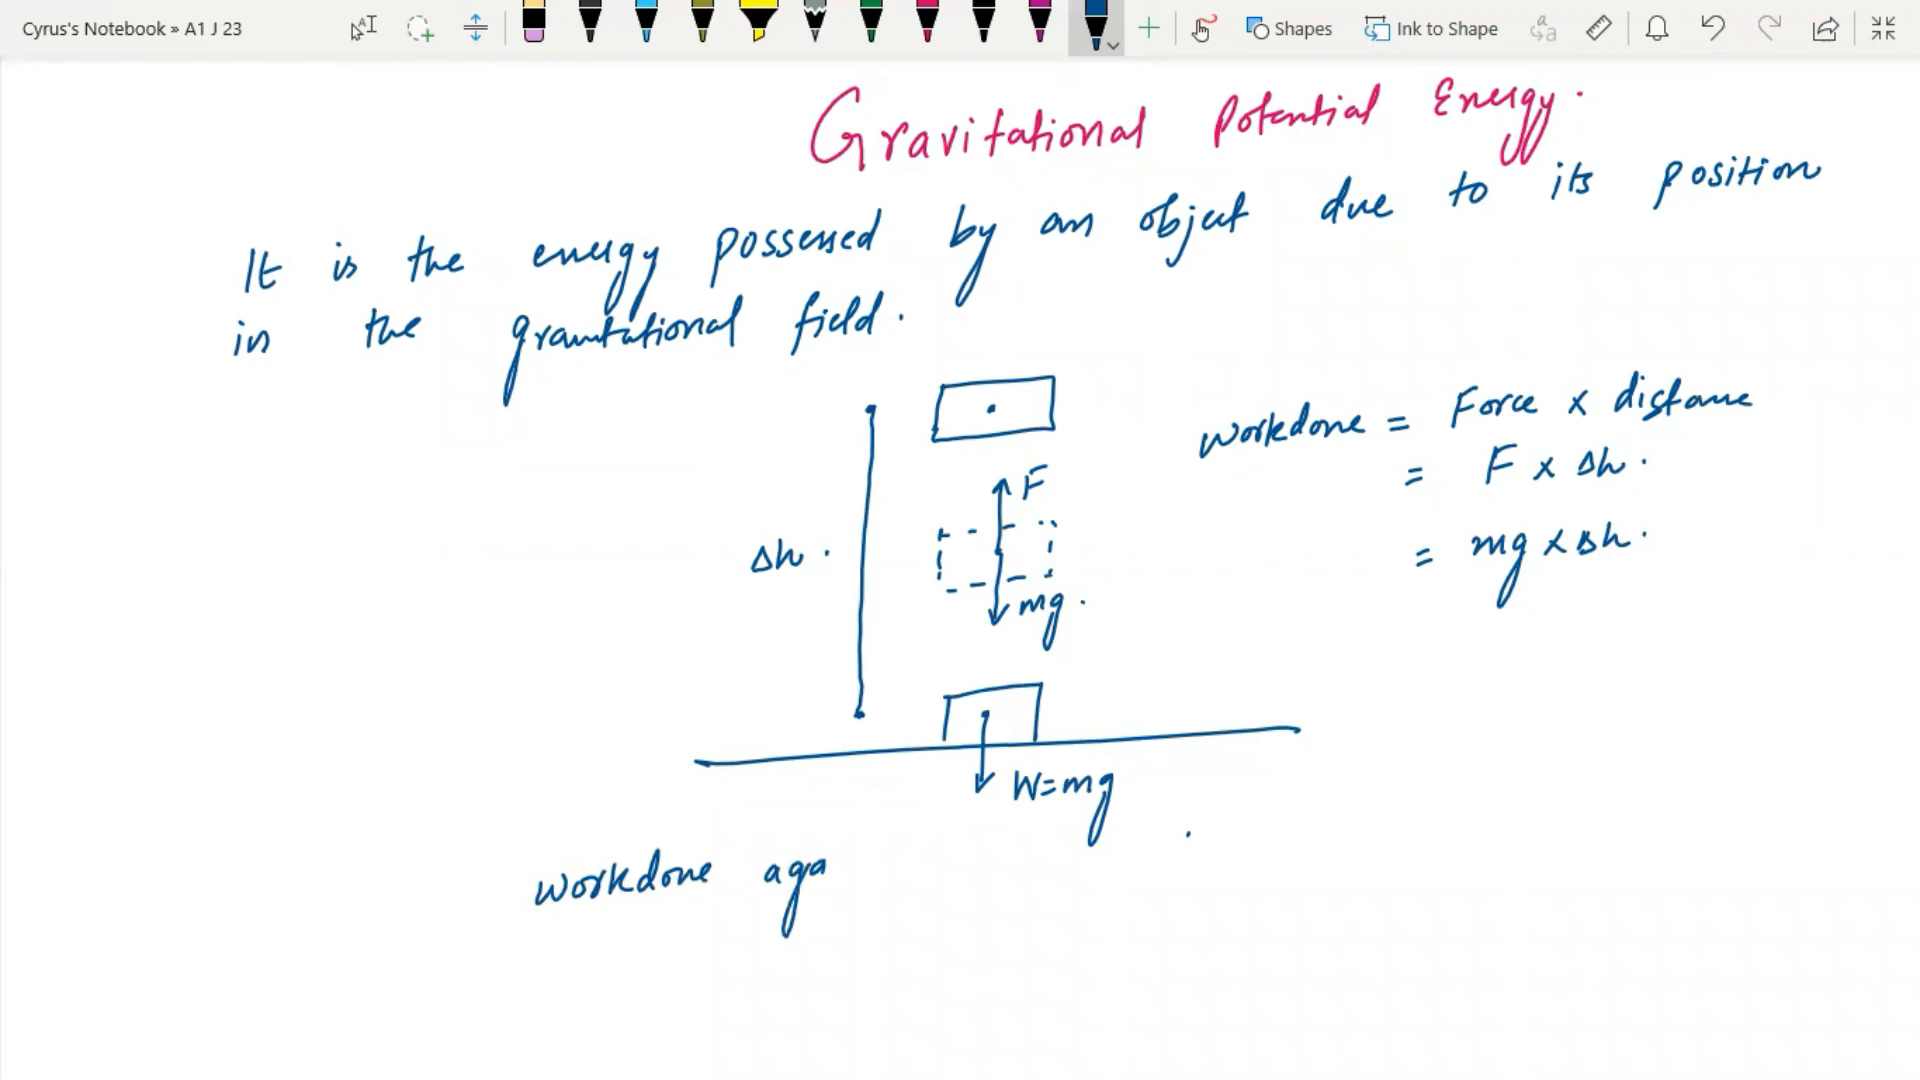 Cyrus's Notebook » A1 J 23
Shapes
Ink to Shape
Gravitational Potential Energy.
It is the energy possessed by an object due to its position
in the gravitational field.
workdone = Force × distance
= F × Δh.
= mg × Δh.
F
Δh.
mg.
W=mg
workdone aga